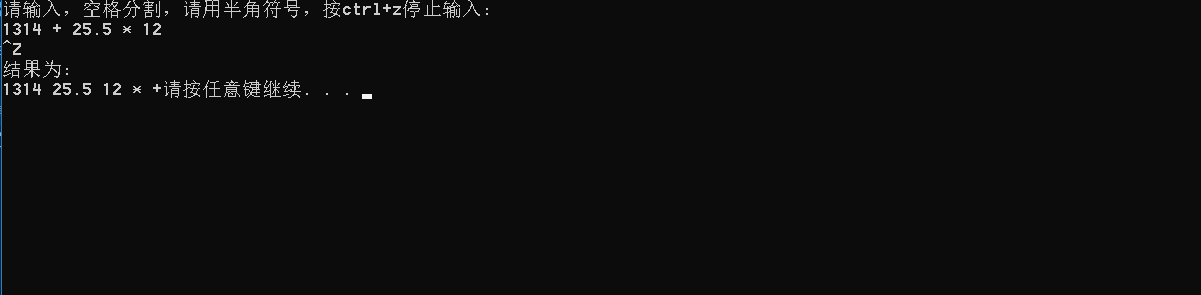 请输入，空格分割，请用半角符号，按ctrl+z停止输入：
1314 + 25.5 * 12
^Z
结果为：
1314 25.5 12 * +请按任意键继续. . .